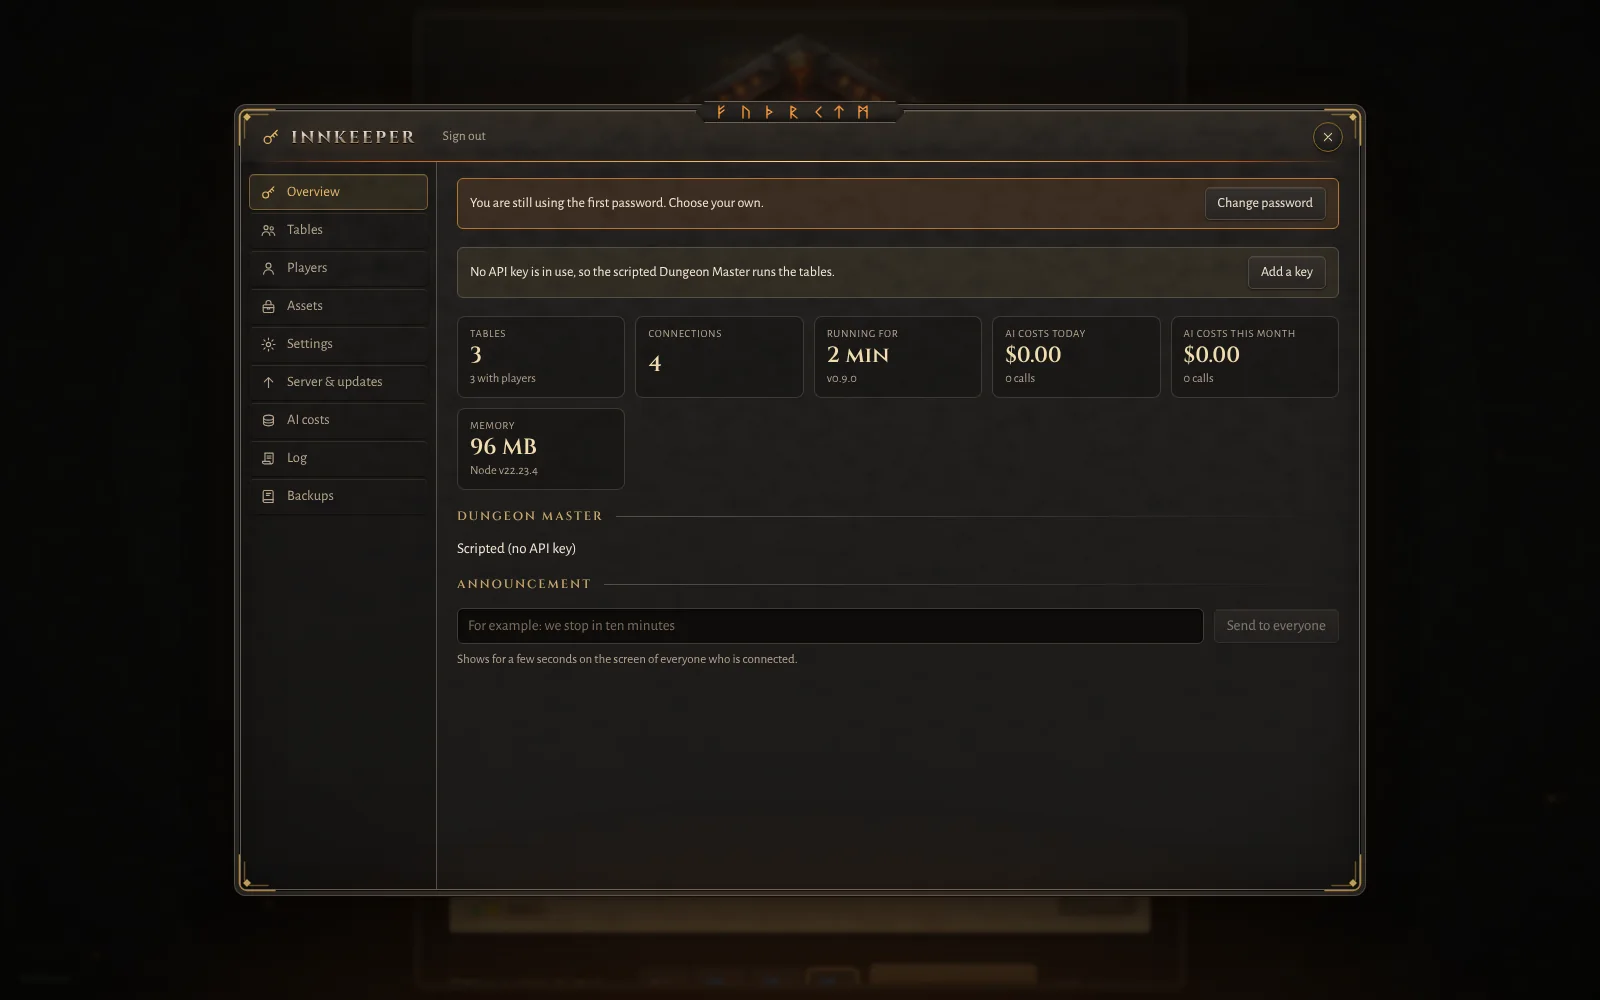 ᚠ ᚢ ᚦ ᚱ ᚲ ᛏ ᛗ
INNKEEPER
Sign out
Overview
Tables
Players
Assets
Settings
Server & updates
AI costs
Log
Backups
You are still using the first password. Choose your own.
Change password
No API key is in use, so the scripted Dungeon Master runs the tables.
Add a key
TABLES
3
3 with players
CONNECTIONS
4
RUNNING FOR
2 MIN
v0.9.0
AI COSTS TODAY
$0.00
0 calls
AI COSTS THIS MONTH
$0.00
0 calls
MEMORY
96 MB
Node v22.23.4
DUNGEON MASTER
Scripted (no API key)
ANNOUNCEMENT
For example: we stop in ten minutes
Send to everyone
Shows for a few seconds on the screen of everyone who is connected.